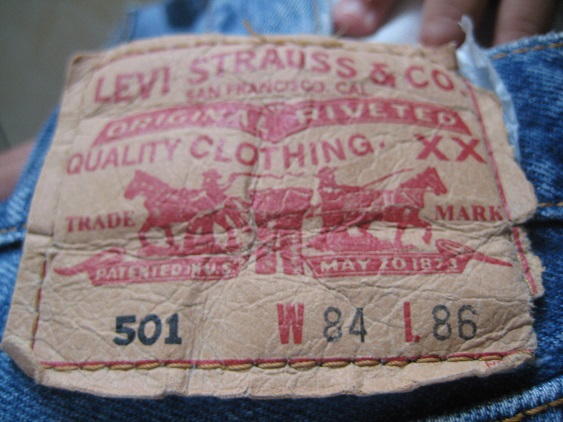 LEVI STRAUSS & CO.
SAN FRANCISCO, CAL
ORIGINAL RIVETED
QUALITY CLOTHING. XX
TRADE MARK
PATENTED IN U.S. MAY 20 1873
501 W 84 L 86